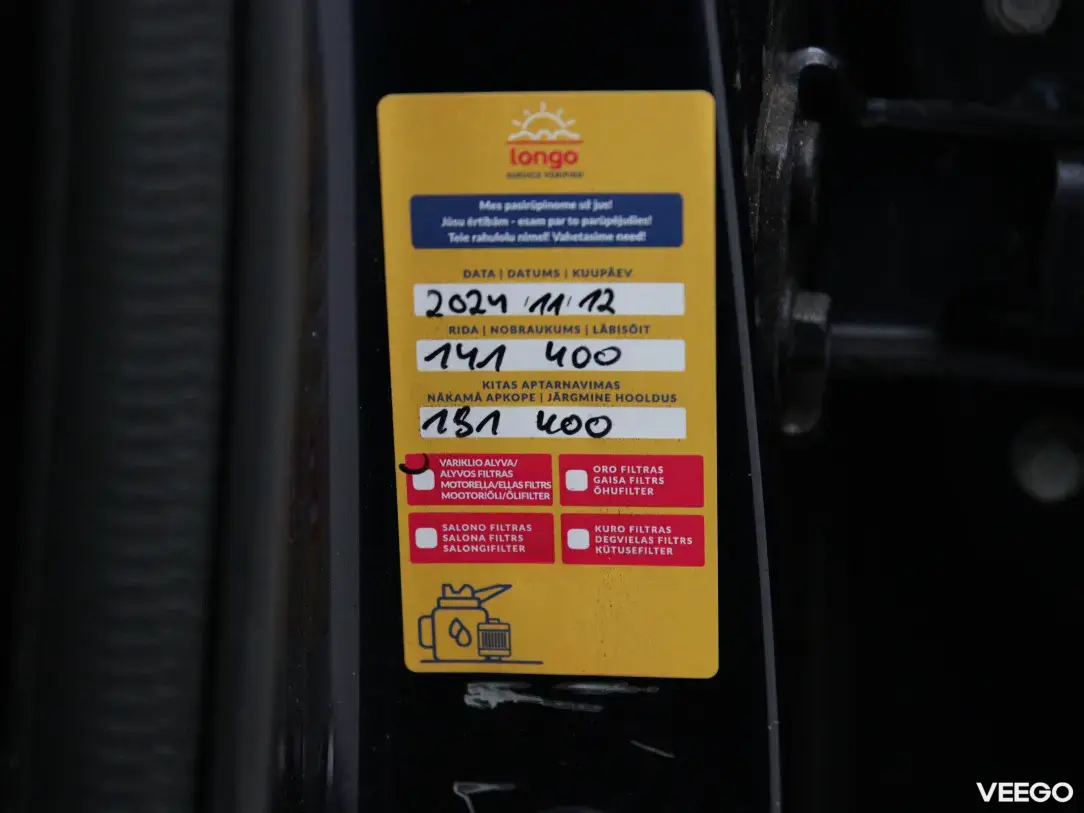 longo
SERVICE VERIFIED
Mes pasirūpinome už jus!
Jūsu ērtībām - esam par to parūpējušies!
Teie rahulolu nimel! Vahetasime need!
DATA | DATUMS | KUUPÄEV
2024 11 12
RIDA | NOBRAUKUMS | LÄBISÕIT
141 400
KITAS APTARNAVIMAS
NĀKAMĀ APKOPE | JÄRGMINE HOOLDUS
151 400
VARIKLIO ALYVA/
ALYVOS FILTRAS
MOTOREĻĻA/EĻĻAS FILTRS
MOOTORIÕLI/ÕLIFILTER
ORO FILTRAS
GAISA FILTRS
ÕHUFILTER
SALONO FILTRAS
SALONA FILTRS
SALONGIFILTER
KURO FILTRAS
DEGVIELAS FILTRS
KÜTUSEFILTER
VEEGO